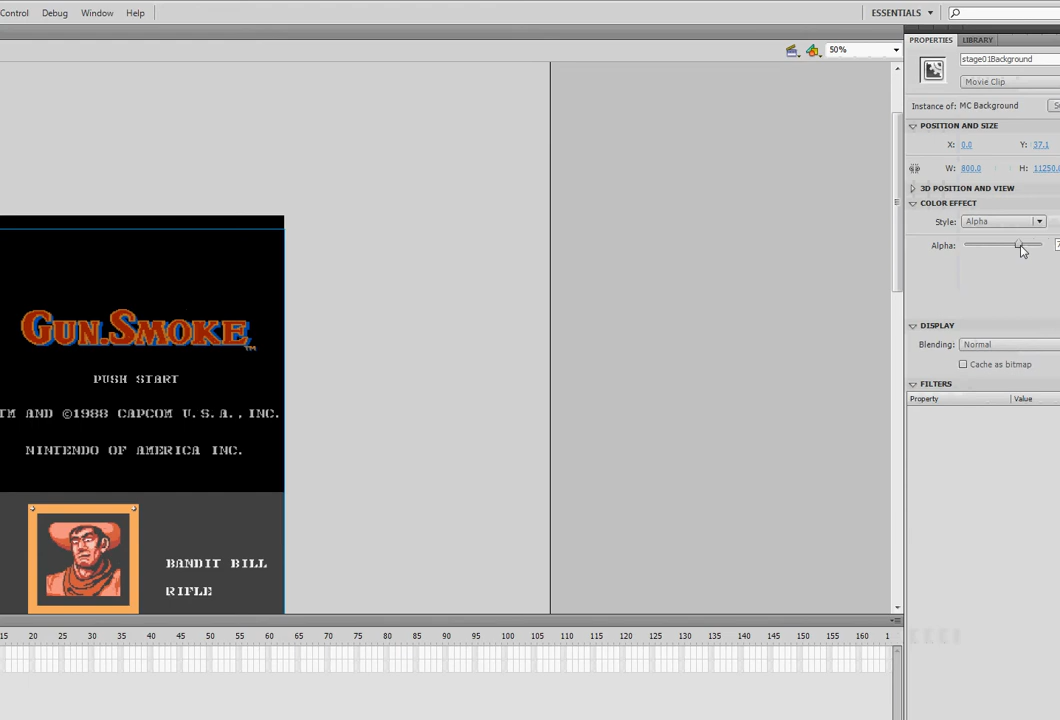 Control Debug Window Help
ESSENTIALS
50%
PROPERTIES LIBRARY
stage01Background
Movie Clip
Instance of: MC Background
POSITION AND SIZE
X: 0.0 Y: 37.1
W: 800.0 H: 11250.0
3D POSITION AND VIEW
COLOR EFFECT
Style: Alpha
Alpha:
DISPLAY
Blending: Normal
Cache as bitmap
FILTERS
Property Value
GUN.SMOKE
TM
PUSH START
TM AND ©1988 CAPCOM U.S.A., INC.
NINTENDO OF AMERICA INC.
BANDIT BILL
RIFLE
15 20 25 30 35 40 45 50 55 60 65 70 75 80 85 90 95 100 105 110 115 120 125 130 135 140 145 150 155 160